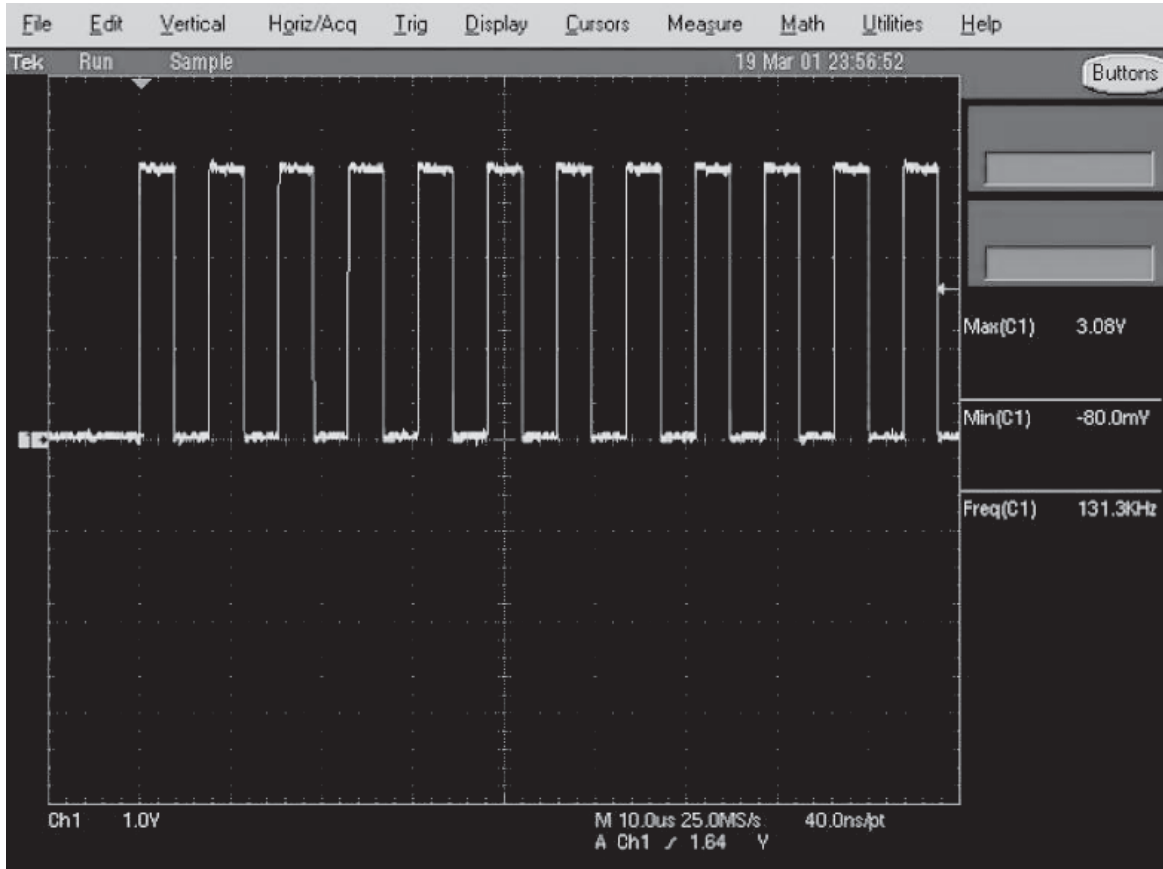 File Edit Vertical Horiz/Acq Trig Display Cursors Measure Math Utilities Help
Tek Run Sample 19 Mar 01 23:56:52
Buttons
Max(C1) 3.08V
Min(C1) -80.0mV
Freq(C1) 131.3KHz
1
Ch1 1.0V M 10.0us 25.0MS/s 40.0ns/pt
A Ch1 ⁄ 1.64 V